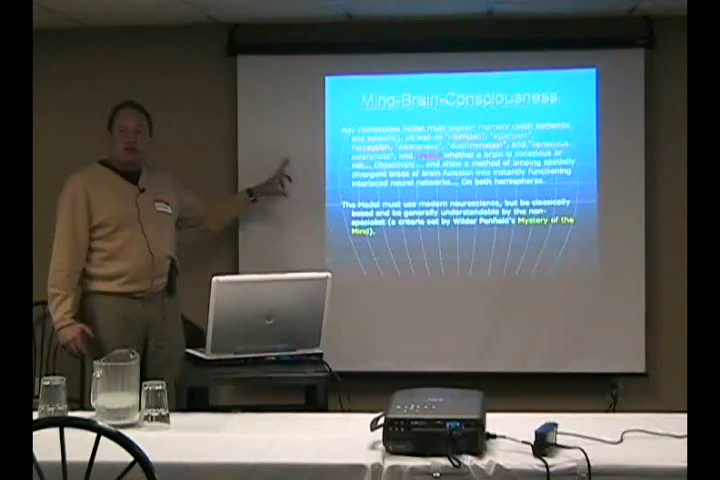 Mind-Brain-Consciousness
Any responsible Model must explain memory (both semantic
and episodic), as well as "intention", "attention",
"perception", "awareness", "discrimination", and "conscious
awareness", and whether a brain is conscious or
not... Objectively... and show a method of binding spatially
divergent areas of brain function into instantly functioning
interlaced neural networks... On both hemispheres.
The Model must use modern neuroscience, but be classically
based and be generally understandable by the non-
specialist (a criteria set by Wilder Penfield's Mystery of the
Mind).